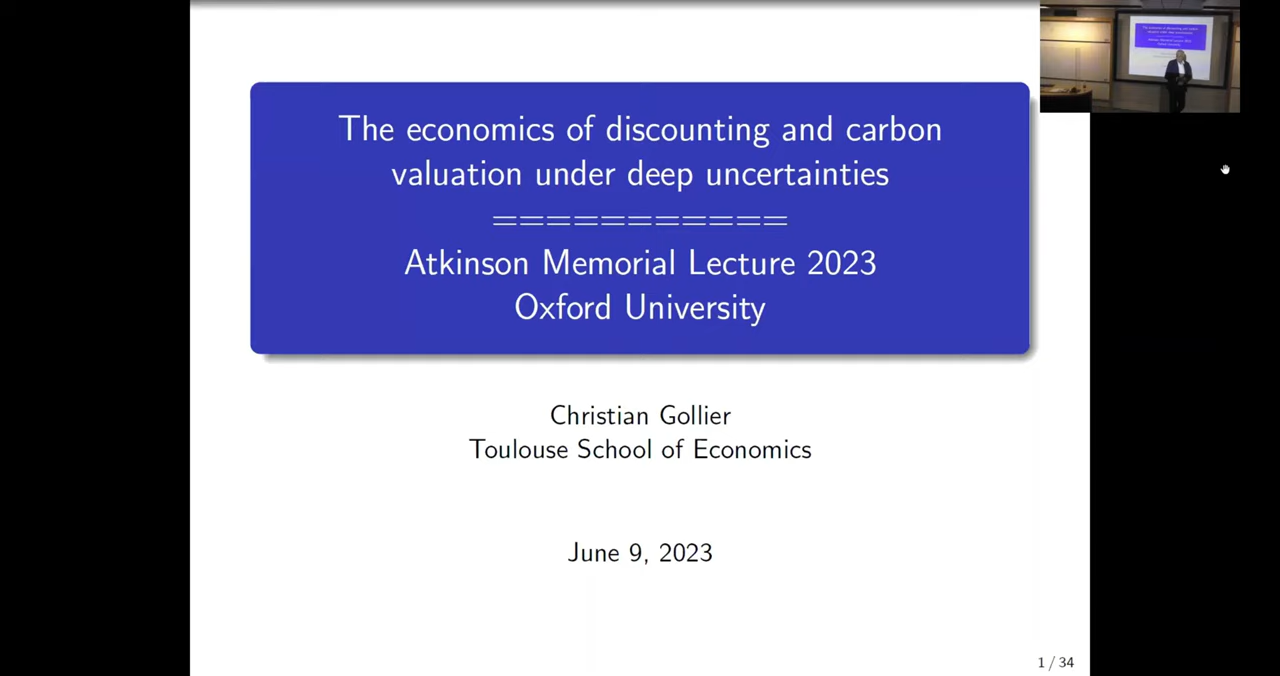 The economics of discounting and carbon
valuation under deep uncertainties
===========
Atkinson Memorial Lecture 2023
Oxford University
Christian Gollier
Toulouse School of Economics
June 9, 2023
1 / 34